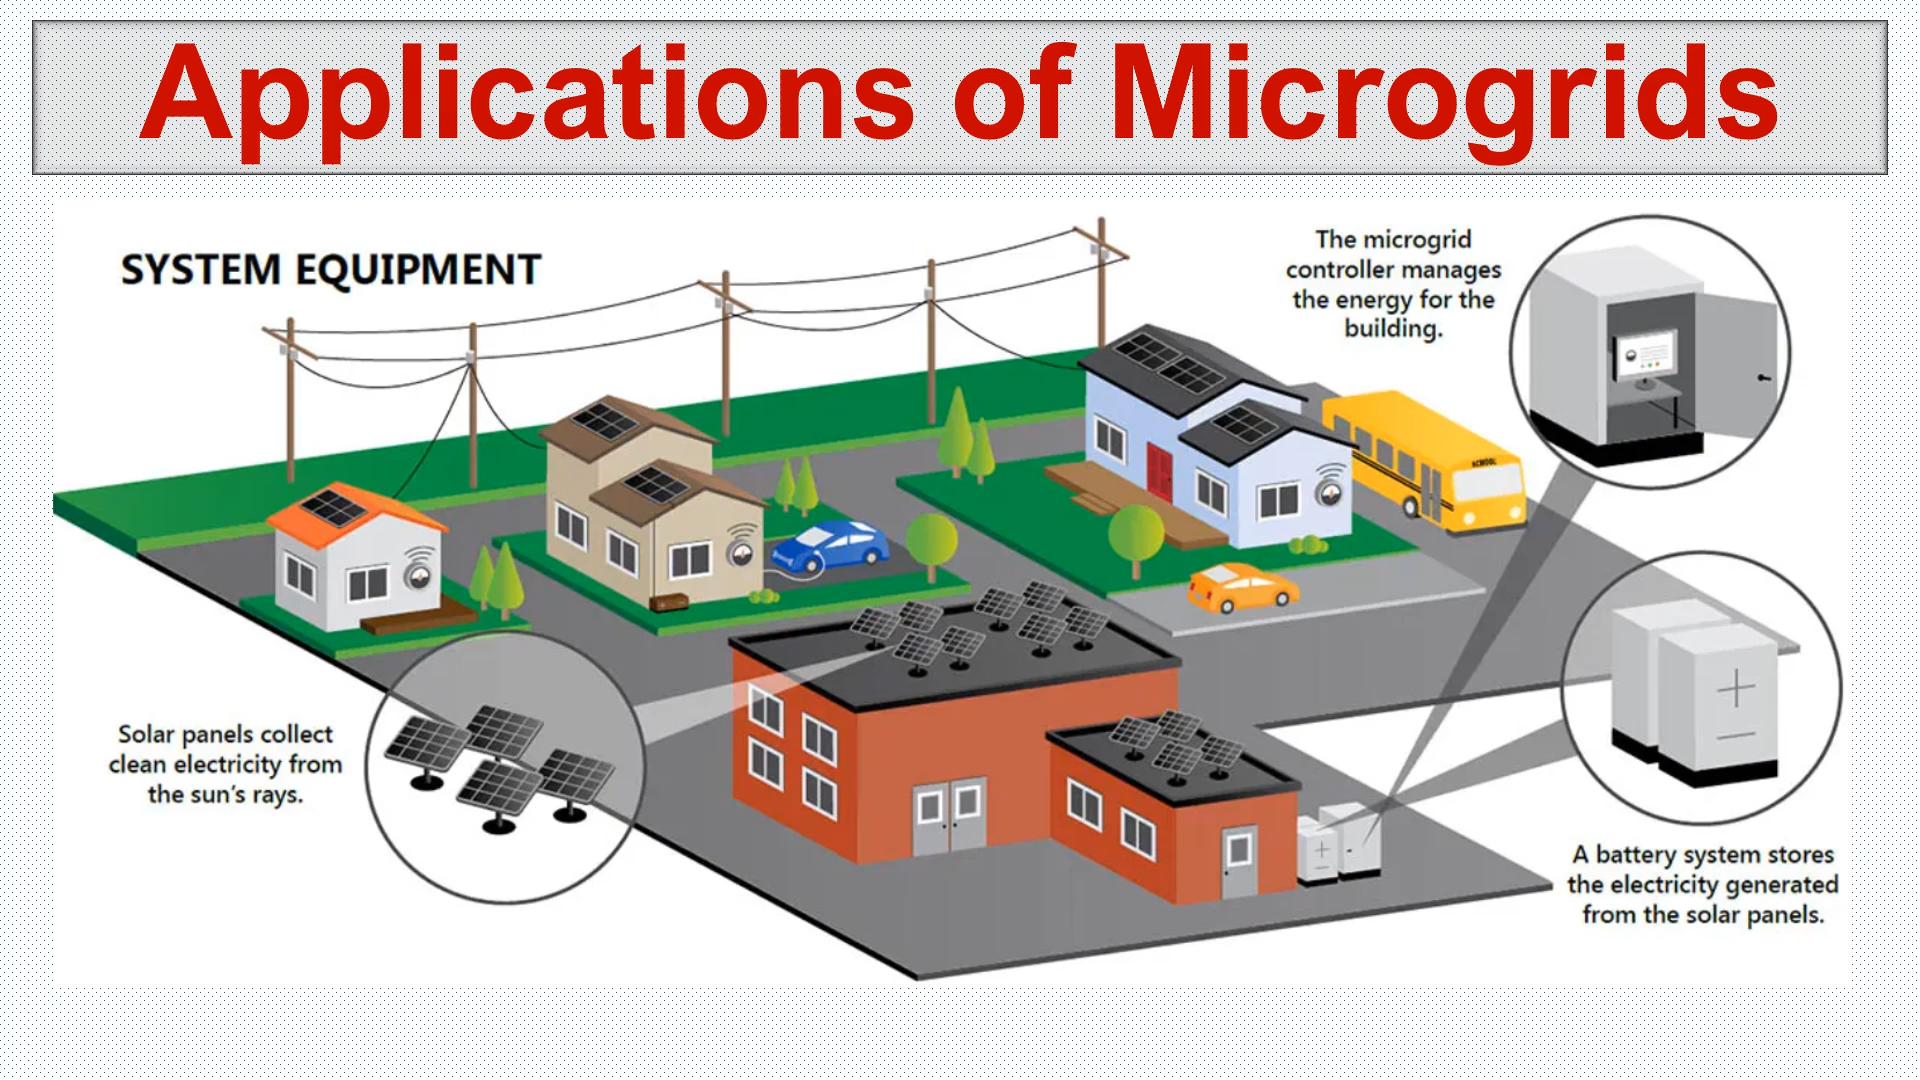 Applications of Microgrids
SYSTEM EQUIPMENT
The microgrid
controller manages
the energy for the
building.
SCHOOL
Solar panels collect
clean electricity from
the sun's rays.
A battery system stores
the electricity generated
from the solar panels.